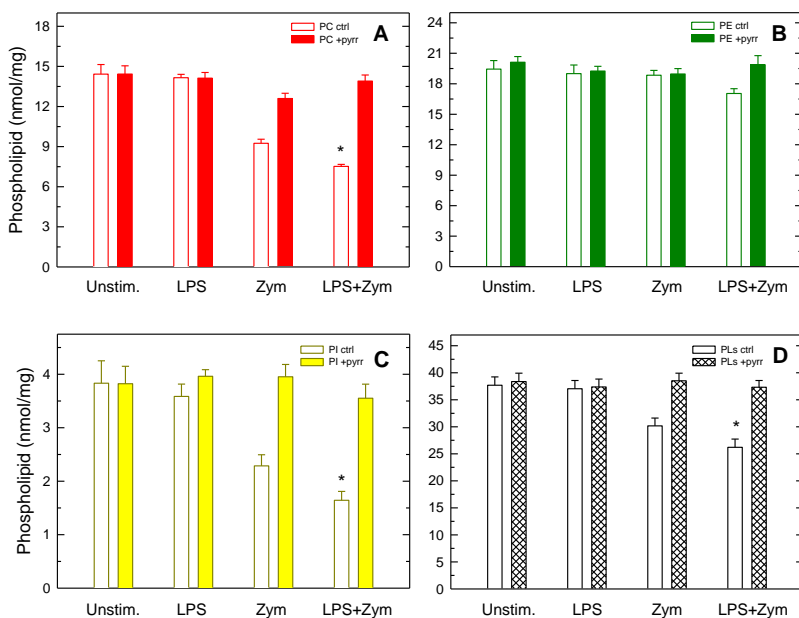 Phospholipid (nmol/mg)
18
15
12
9
6
3
0
PC ctrl
PC +pyrr
A
*
Unstim.
LPS
Zym
LPS+Zym
24
21
18
15
12
9
6
3
0
PE ctrl
PE +pyrr
B
Unstim.
LPS
Zym
LPS+Zym
Phospholipid (nmol/mg)
4
3
2
1
0
PI ctrl
PI +pyrr
C
*
Unstim.
LPS
Zym
LPS+Zym
45
40
35
30
25
20
15
10
5
0
PLs ctrl
PLs +pyrr
D
*
Unstim.
LPS
Zym
LPS+Zym